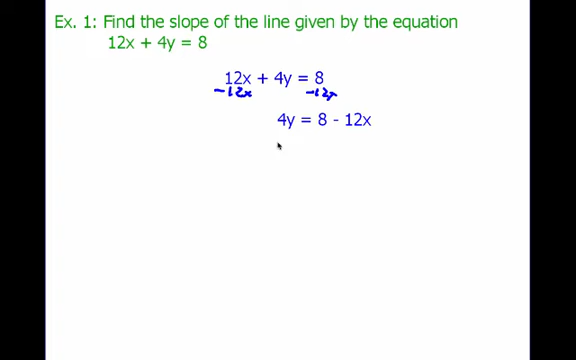 Ex. 1: Find the slope of the line given by the equation
12x + 4y = 8
12x + 4y = 8
-12x -12x
4y = 8 - 12x